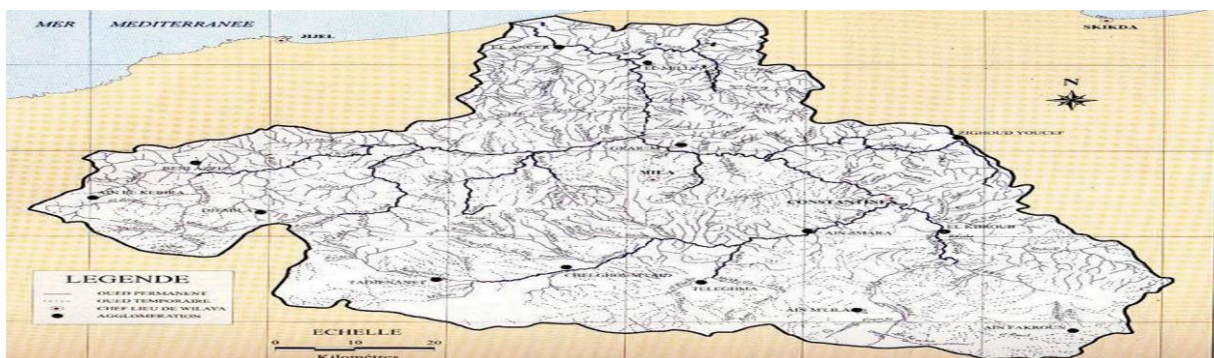 MER MEDITERRANEE
JIJEL
SKIKDA
EL ANCER
EL-MILIA
N
ZIGHOUD YOUCEF
GRAREM
BENI AZIZ
MILA
AIN EL KEBIRA
DJEMILA
CONSTANTINE
AIN SMARA
EL KHROUB
CHELGHOUM LAID
TADJENANET
TELEGHMA
AIN M'LILA
AIN FAKROUN
LEGENDE
OUED PERMANENT
OUED TEMPORAIRE
CHEF LIEU DE WILAYA
AGGLOMERATION
ECHELLE
0 10 20
Kilomètres